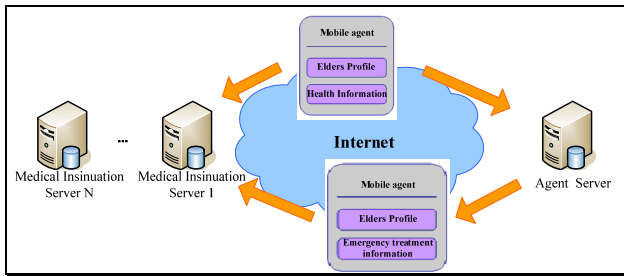 Mobile agent
Elders Profile
Health Information
Internet
...
Medical Insinuation
Server N
Medical Insinuation
Server 1
Agent Server
Mobile agent
Elders Profile
Emergency treatment
information